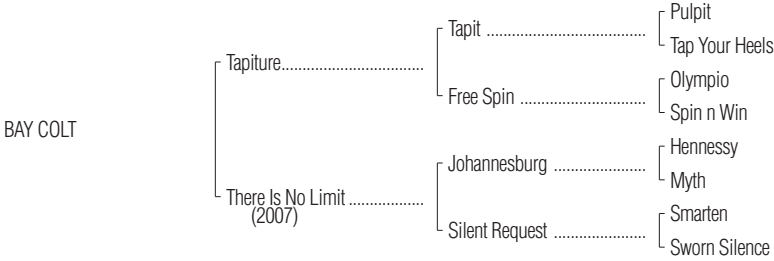 Pulpit
Tapit ......................................
Tap Your Heels
Tapiture..................................
Olympio
Free Spin ..............................
Spin n Win
BAY COLT
Hennessy
Johannesburg ......................
Myth
There Is No Limit ..................
(2007)
Smarten
Silent Request ......................
Sworn Silence